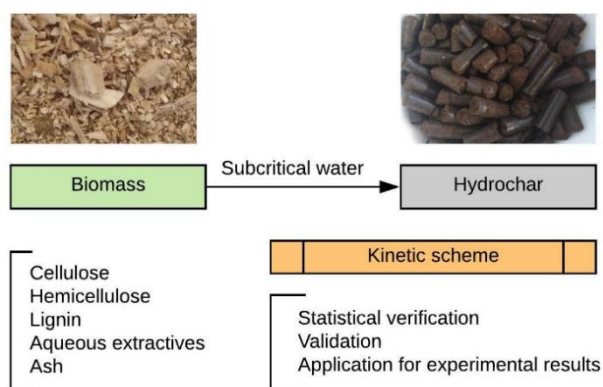 Subcritical water
Biomass
Hydrochar
Kinetic scheme
Cellulose
Hemicellulose
Lignin
Aqueous extractives
Ash
Statistical verification
Validation
Application for experimental results